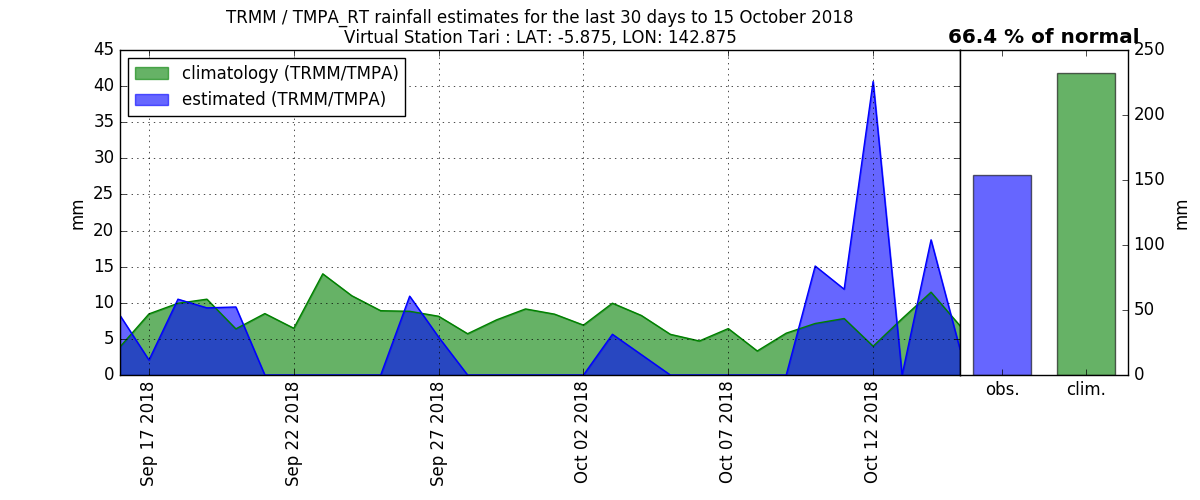 TRMM / TMPA_RT rainfall estimates for the last 30 days to 15 October 2018
Virtual Station Tari : LAT: -5.875, LON: 142.875
66.4 % of normal
climatology (TRMM/TMPA)
estimated (TRMM/TMPA)
45
40
35
30
25
20
15
10
5
0
mm
Sep 17 2018
Sep 22 2018
Sep 27 2018
Oct 02 2018
Oct 07 2018
Oct 12 2018
250
200
150
100
50
0
mm
obs.
clim.